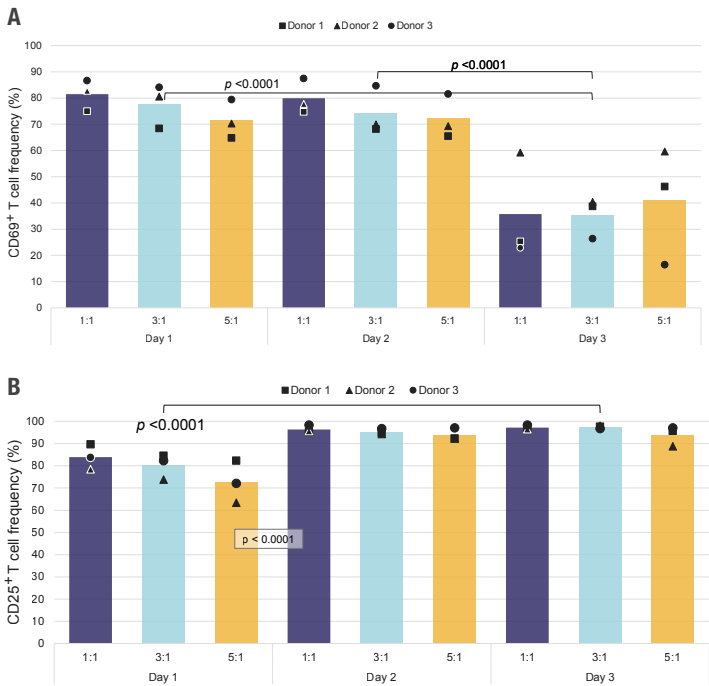 A
■ Donor 1 ▲ Donor 2 ● Donor 3
p <0.0001
p <0.0001
CD69+ T cell frequency (%)
100
90
80
70
60
50
40
30
20
10
0
1:1 3:1 5:1 1:1 3:1 5:1 1:1 3:1 5:1
Day 1 Day 2 Day 3
B
■ Donor 1 ▲ Donor 2 ● Donor 3
p <0.0001
p < 0.0001
CD25+ T cell frequency (%)
100
90
80
70
60
50
40
30
20
10
0
1:1 3:1 5:1 1:1 3:1 5:1 1:1 3:1 5:1
Day 1 Day 2 Day 3